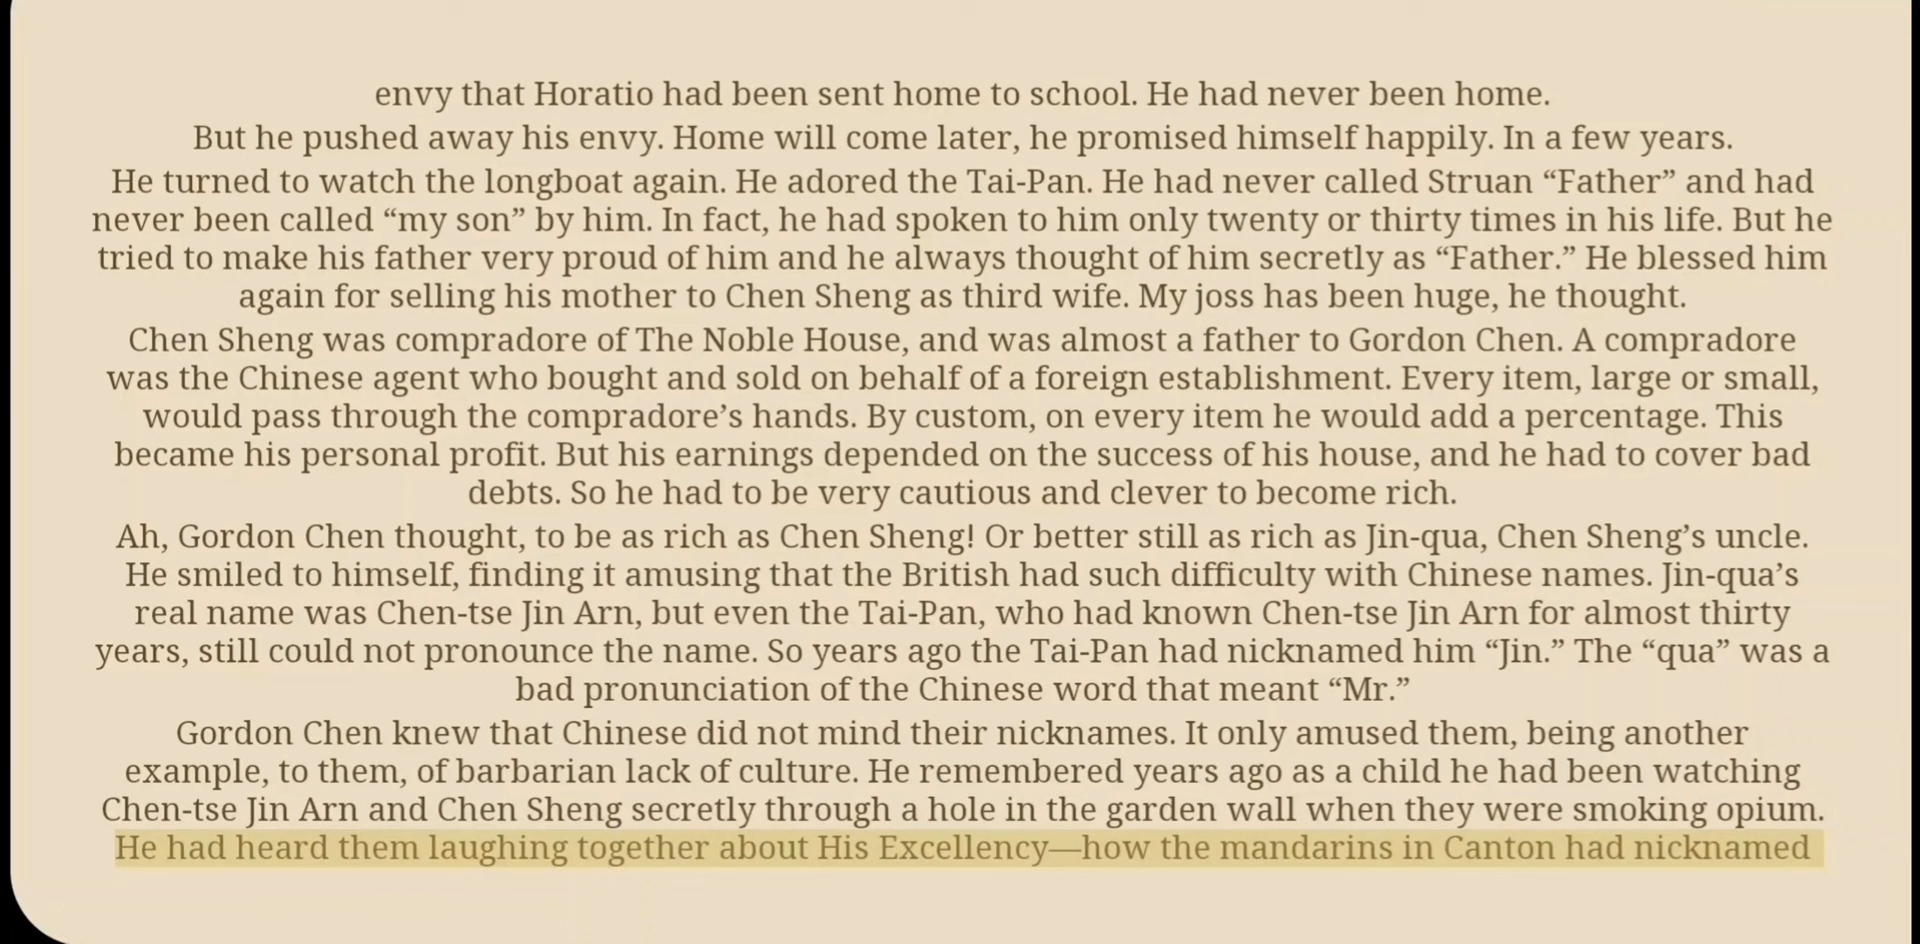 envy that Horatio had been sent home to school. He had never been home.
But he pushed away his envy. Home will come later, he promised himself happily. In a few years.
He turned to watch the longboat again. He adored the Tai-Pan. He had never called Struan “Father” and had
never been called “my son” by him. In fact, he had spoken to him only twenty or thirty times in his life. But he
tried to make his father very proud of him and he always thought of him secretly as “Father.” He blessed him
again for selling his mother to Chen Sheng as third wife. My joss has been huge, he thought.
Chen Sheng was compradore of The Noble House, and was almost a father to Gordon Chen. A compradore
was the Chinese agent who bought and sold on behalf of a foreign establishment. Every item, large or small,
would pass through the compradore’s hands. By custom, on every item he would add a percentage. This
became his personal profit. But his earnings depended on the success of his house, and he had to cover bad
debts. So he had to be very cautious and clever to become rich.
Ah, Gordon Chen thought, to be as rich as Chen Sheng! Or better still as rich as Jin-qua, Chen Sheng’s uncle.
He smiled to himself, finding it amusing that the British had such difficulty with Chinese names. Jin-qua’s
real name was Chen-tse Jin Arn, but even the Tai-Pan, who had known Chen-tse Jin Arn for almost thirty
years, still could not pronounce the name. So years ago the Tai-Pan had nicknamed him “Jin.” The “qua” was a
bad pronunciation of the Chinese word that meant “Mr.”
Gordon Chen knew that Chinese did not mind their nicknames. It only amused them, being another
example, to them, of barbarian lack of culture. He remembered years ago as a child he had been watching
Chen-tse Jin Arn and Chen Sheng secretly through a hole in the garden wall when they were smoking opium.
He had heard them laughing together about His Excellency—how the mandarins in Canton had nicknamed